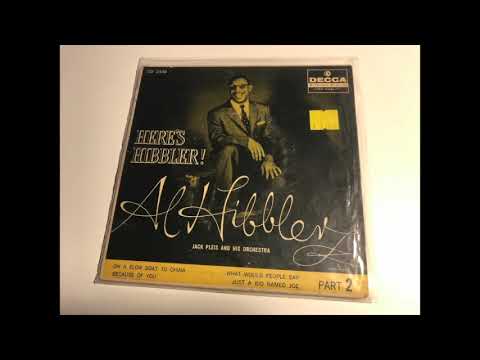 DECCA
HERE'S
HIBBLER!
Al Hibbler
JACK PLEIS AND HIS ORCHESTRA
ON A SLOW BOAT TO CHINA
BECAUSE OF YOU
WHAT WOULD PEOPLE SAY
JUST A KID NAMED JOE
PART 2